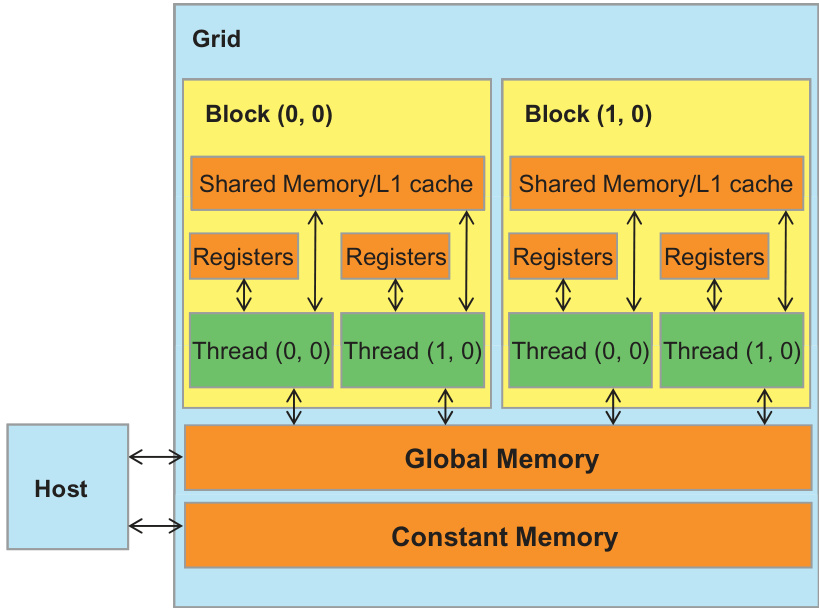 Grid
Block (0, 0)
Block (1, 0)
Shared Memory/L1 cache
Shared Memory/L1 cache
Registers
Registers
Registers
Registers
Thread (0, 0)
Thread (1, 0)
Thread (0, 0)
Thread (1, 0)
Global Memory
Host
Constant Memory